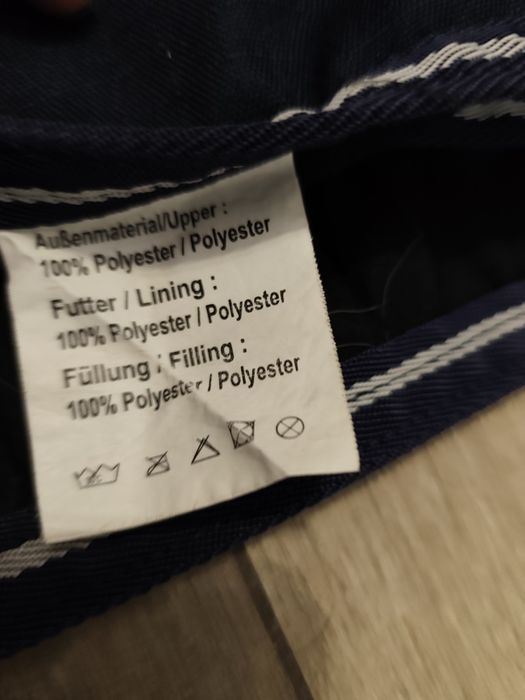 Außenmaterial/Upper :
100% Polyester / Polyester
Futter / Lining :
100% Polyester / Polyester
Füllung / Filling :
100% Polyester / Polyester